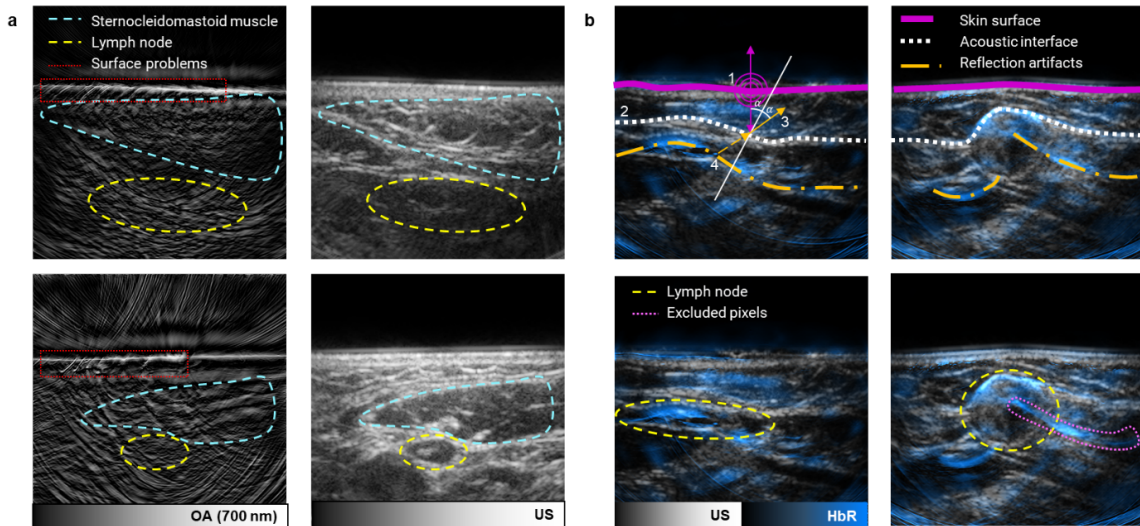 a
Sternocleidomastoid muscle
Lymph node
Surface problems
OA (700 nm)
US
b
Skin surface
Acoustic interface
Reflection artifacts
1
2
α
α
3
4
Lymph node
Excluded pixels
US
HbR